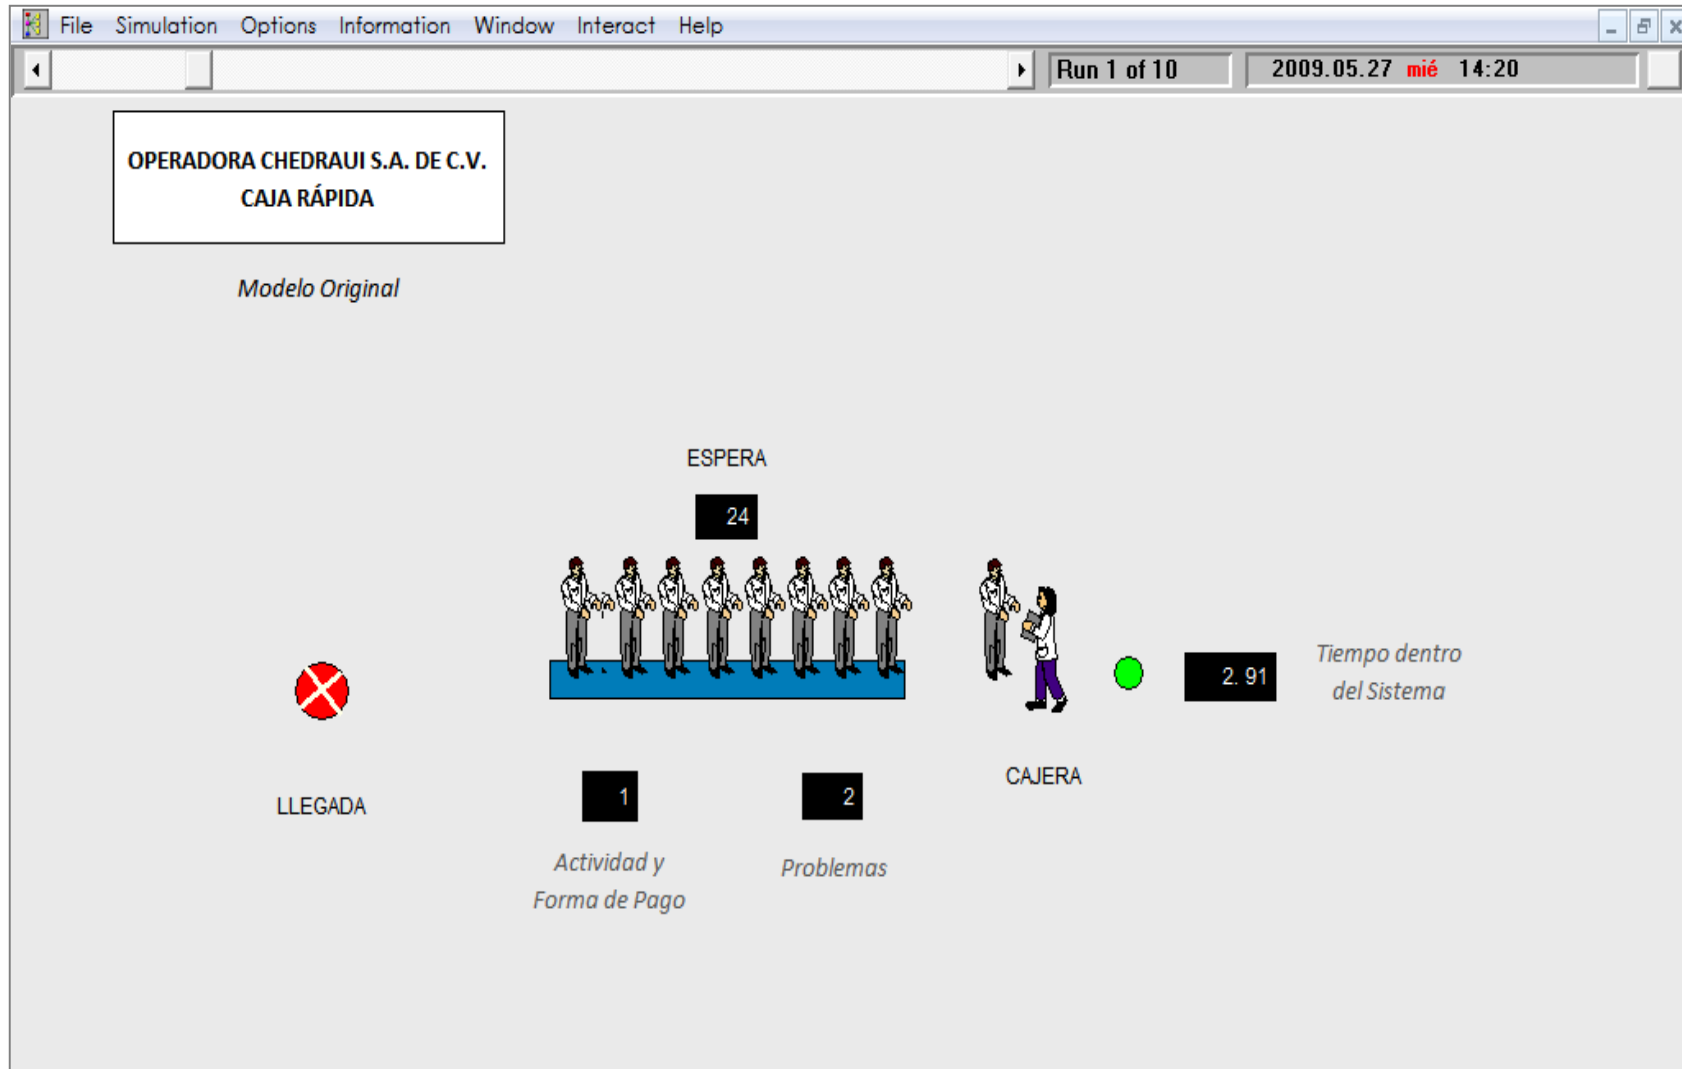 File Simulation Options Information Window Interact Help
Run 1 of 10
2009.05.27 mié 14:20
OPERADORA CHEDRAUI S.A. DE C.V.
CAJA RÁPIDA
Modelo Original
ESPERA
24
2. 91
Tiempo dentro
del Sistema
LLEGADA
1
2
CAJERA
Actividad y
Forma de Pago
Problemas